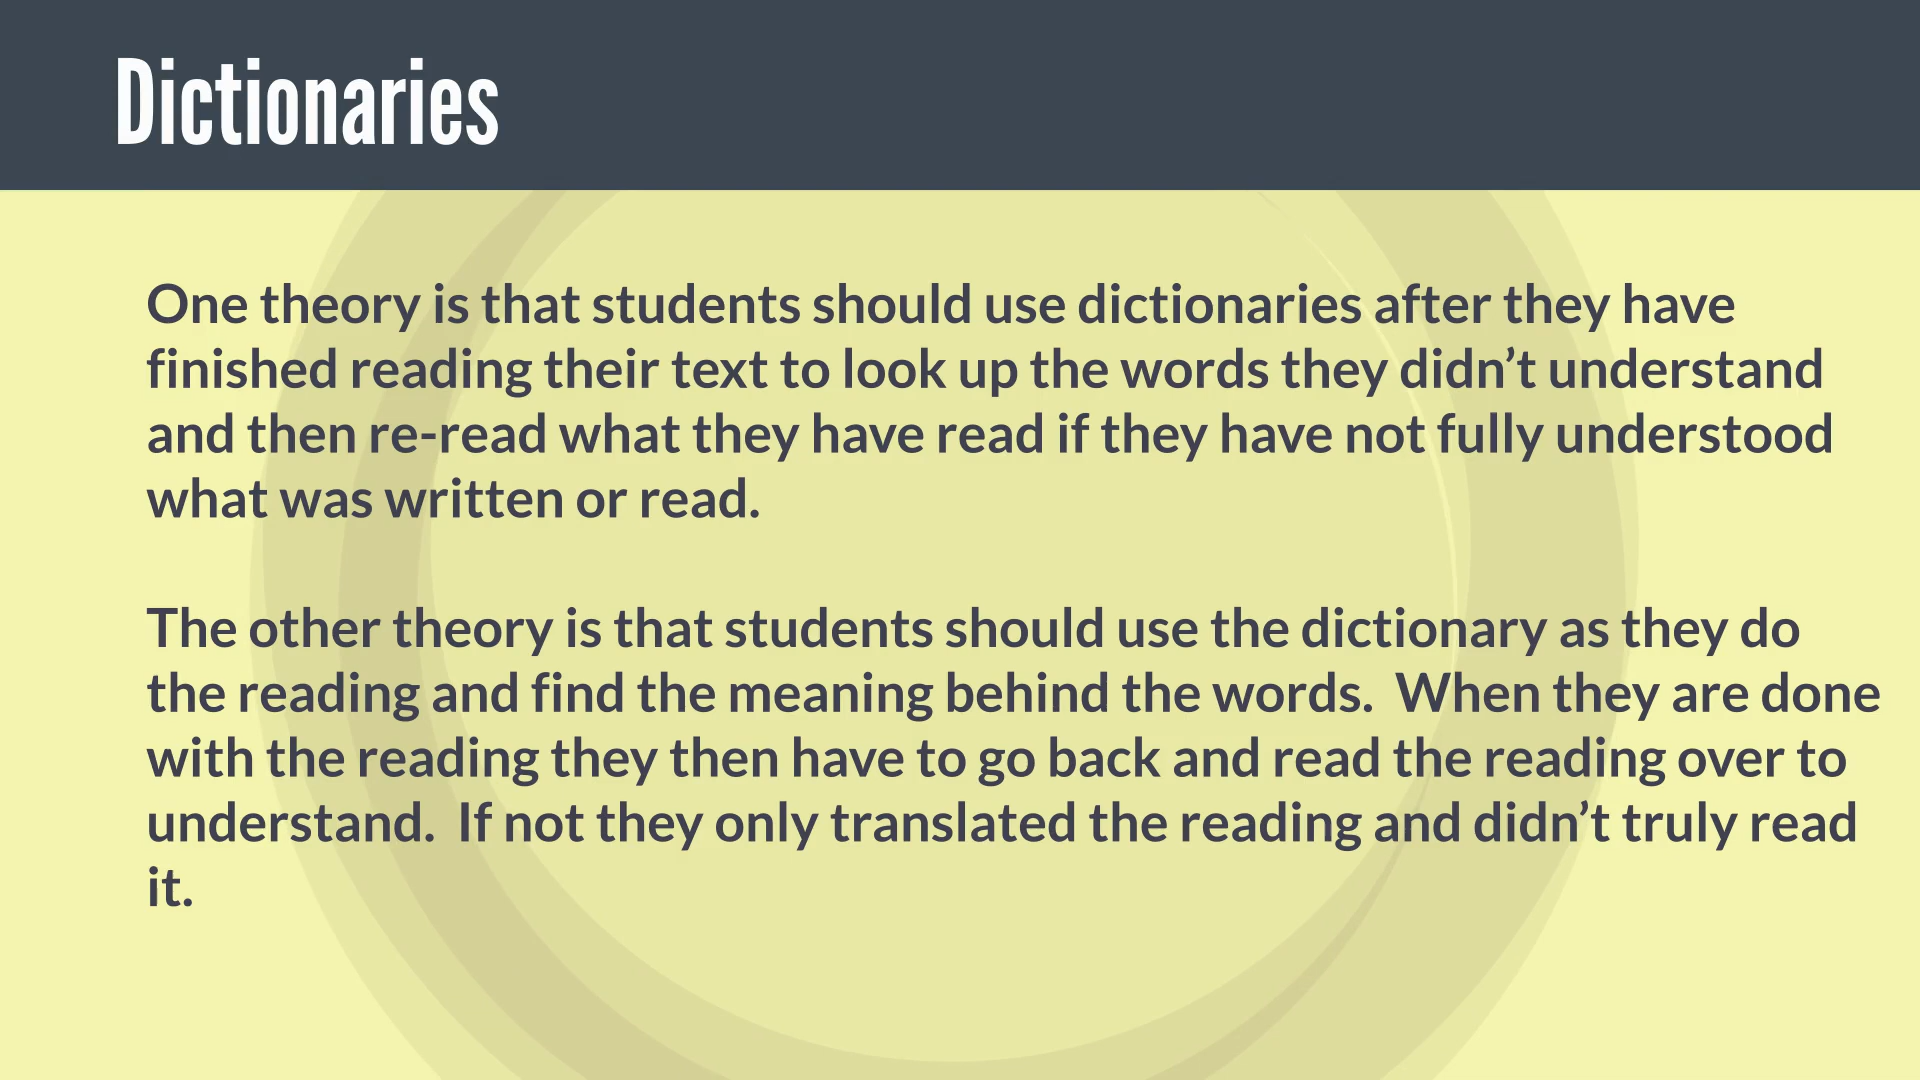 Dictionaries
One theory is that students should use dictionaries after they have
finished reading their text to look up the words they didn’t understand
and then re-read what they have read if they have not fully understood
what was written or read.
The other theory is that students should use the dictionary as they do
the reading and find the meaning behind the words.  When they are done
with the reading they then have to go back and read the reading over to
understand.  If not they only translated the reading and didn’t truly read
it.